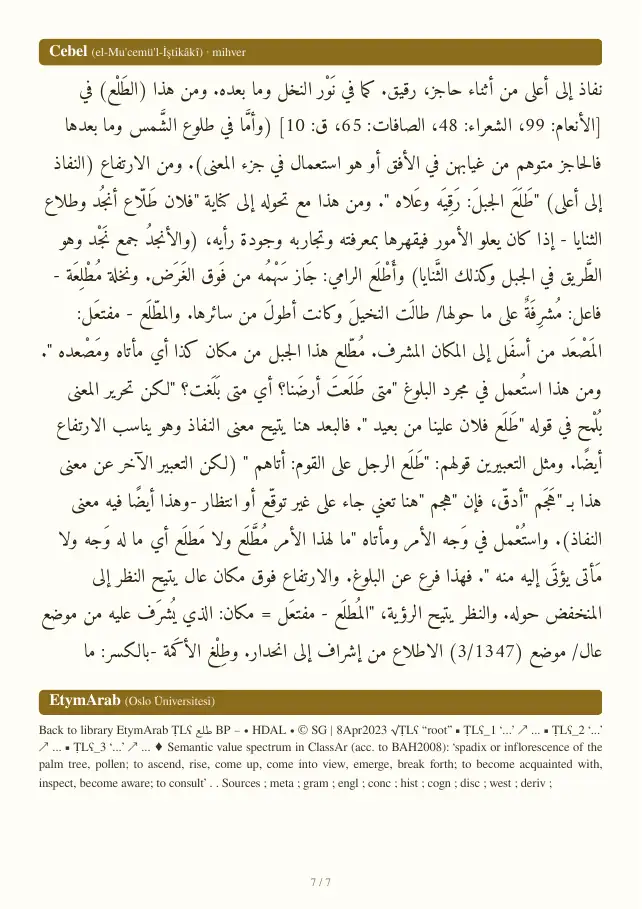 Cebel (el-Mu'cemü'l-İştikâkî) · mihver
نفاذ إلى أعلى من أثناء حاجز، رقيق. كما في نَوْر النخل وما بعده. ومن هذا (الطَلْع) في
[الأنعام: 99، الشعراء: 48، الصافات: 65، ق: 10] (وأمَّا في طلوع الشَّمس وما بعدها
فالحاجز متوهم من غيابهن في الأفق أو هو استعمال في جزء المعنى). ومن الارتفاع (النفاذ
إلى أعلى) "طَلَعَ الجبلَ: رَقِيَه وعَلاه ". ومن هذا مع تحوله إلى كناية "فلان طَلّاع أنجُد وطلاع
الثنايا - إذا كان يعلو الأمور فيقهرها بمعرفته وتجاربه وجودة رأيه، (والأنجدُ جمع نَجْد وهو
الطَّريق في الجبل وكذلك الثَّنايا) وأَطْلَع الرامي: جَاز سَهْمُه من فَوق الغَرَض. ونخلة مُطْلِعَة -
فاعل: مُشرِفَةٌ على ما حولها/ طالَت النخيلَ وكانت أطولَ من سائرها. والمطّلَع - مفتعَل:
المَصْعَد من أسفَل إلى المكان المشرف. مُطّلع هذا الجبل من مكان كذا أي مأتاه ومَصْعده ".
ومن هذا استُعمل في مجرد البلوغ "متى طَلَعتَ أرضَنا؟ أي متى بَلَغت؟ "لكن تحرير المعنى
يُلْمح في قوله "طَلَع فلان علينا من بعيد ". فالبعد هنا يتيح معنى النفاذ وهو يناسب الارتفاع
أيضًا. ومثل التعبيرين قولهم: "طَلَع الرجل على القوم: أتاهم " (لكن التعبير الآخر عن معنى
هذا بـ "هَجَم "أدقّ، فإن "هجم "هنا تعني جاء على غير توقّع أو انتظار -وهذا أيضًا فيه معنى
النفاذ). واستُعْمل في وَجه الأمر ومأتاه "ما لهذا الأمر مُطَّلَع ولا مَطلَع أي ما له وَجه ولا
مَأتى يؤتَى إليه منه ". فهذا فرع عن البلوغ. والارتفاع فوق مكان عال يتيح النظر إلى
المنخفض حوله. والنظر يتيح الرؤية، "المُطلَع - مفتعَل = مكان: الذي يُشرَف عليه من موضع
عال/ موضع (3/1347) الاطلاع من إشراف إلى انحدار. وطِلْع الأَكَمة -بالكسر: ما
EtymArab (Oslo Üniversitesi)
Back to library EtymArab ṬLʕ طلع BP – • HDAL • © SG | 8Apr2023 √ṬLʕ “root” ▪ ṬLʕ_1 ‘...’ ↗ ... ▪ ṬLʕ_2 ‘...’
↗ ... ▪ ṬLʕ_3 ‘...’ ↗ ... ♦ Semantic value spectrum in ClassAr (acc. to BAH2008): ‘spadix or inflorescence of the
palm tree, pollen; to ascend, rise, come up, come into view, emerge, break forth; to become acquainted with,
inspect, become aware; to consult’ . . Sources ; meta ; gram ; engl ; conc ; hist ; cogn ; disc ; west ; deriv ;
7 / 7